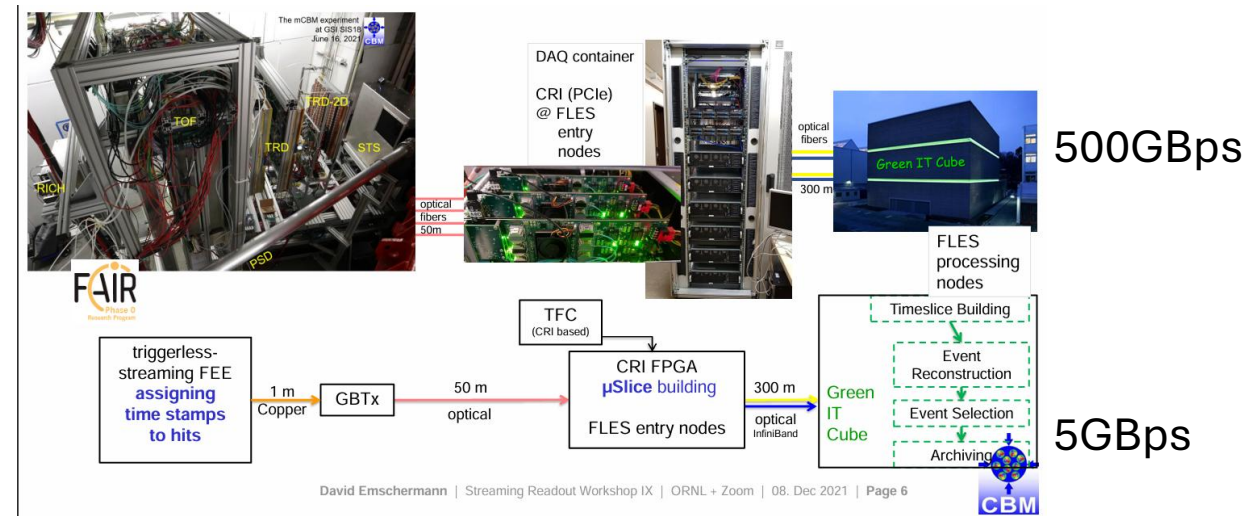 The mCBM experiment
at GSI SIS18
June 16, 2021
CBM
TOF
TRD-2D
TRD
STS
RICH
PSD
optical
fibers
50m
DAQ container
CRI (PCIe)
@ FLES
entry
nodes
optical
fibers
300 m
Green IT Cube
500GBps
FLES
processing
nodes
FAIR
Phase 0
Research Program
triggerless-
streaming FEE
assigning
time stamps
to hits
1 m
Copper
GBTx
50 m
optical
TFC
(CRI based)
CRI FPGA
µSlice building
FLES entry nodes
300 m
optical
InfiniBand
Green
IT
Cube
Timeslice Building
Event
Reconstruction
Event Selection
Archiving
5GBps
CBM
David Emschermann | Streaming Readout Workshop IX | ORNL + Zoom | 08. Dec 2021 | Page 6